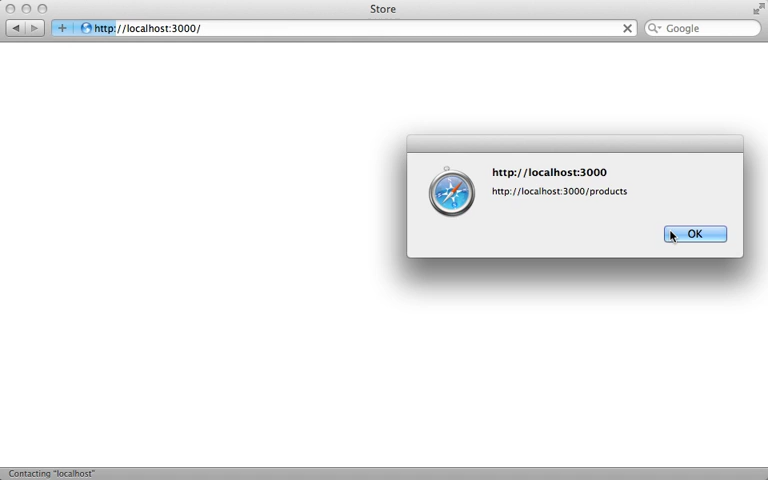 Store
http://localhost:3000/
Google
http://localhost:3000
http://localhost:3000/products
OK
Contacting "localhost"